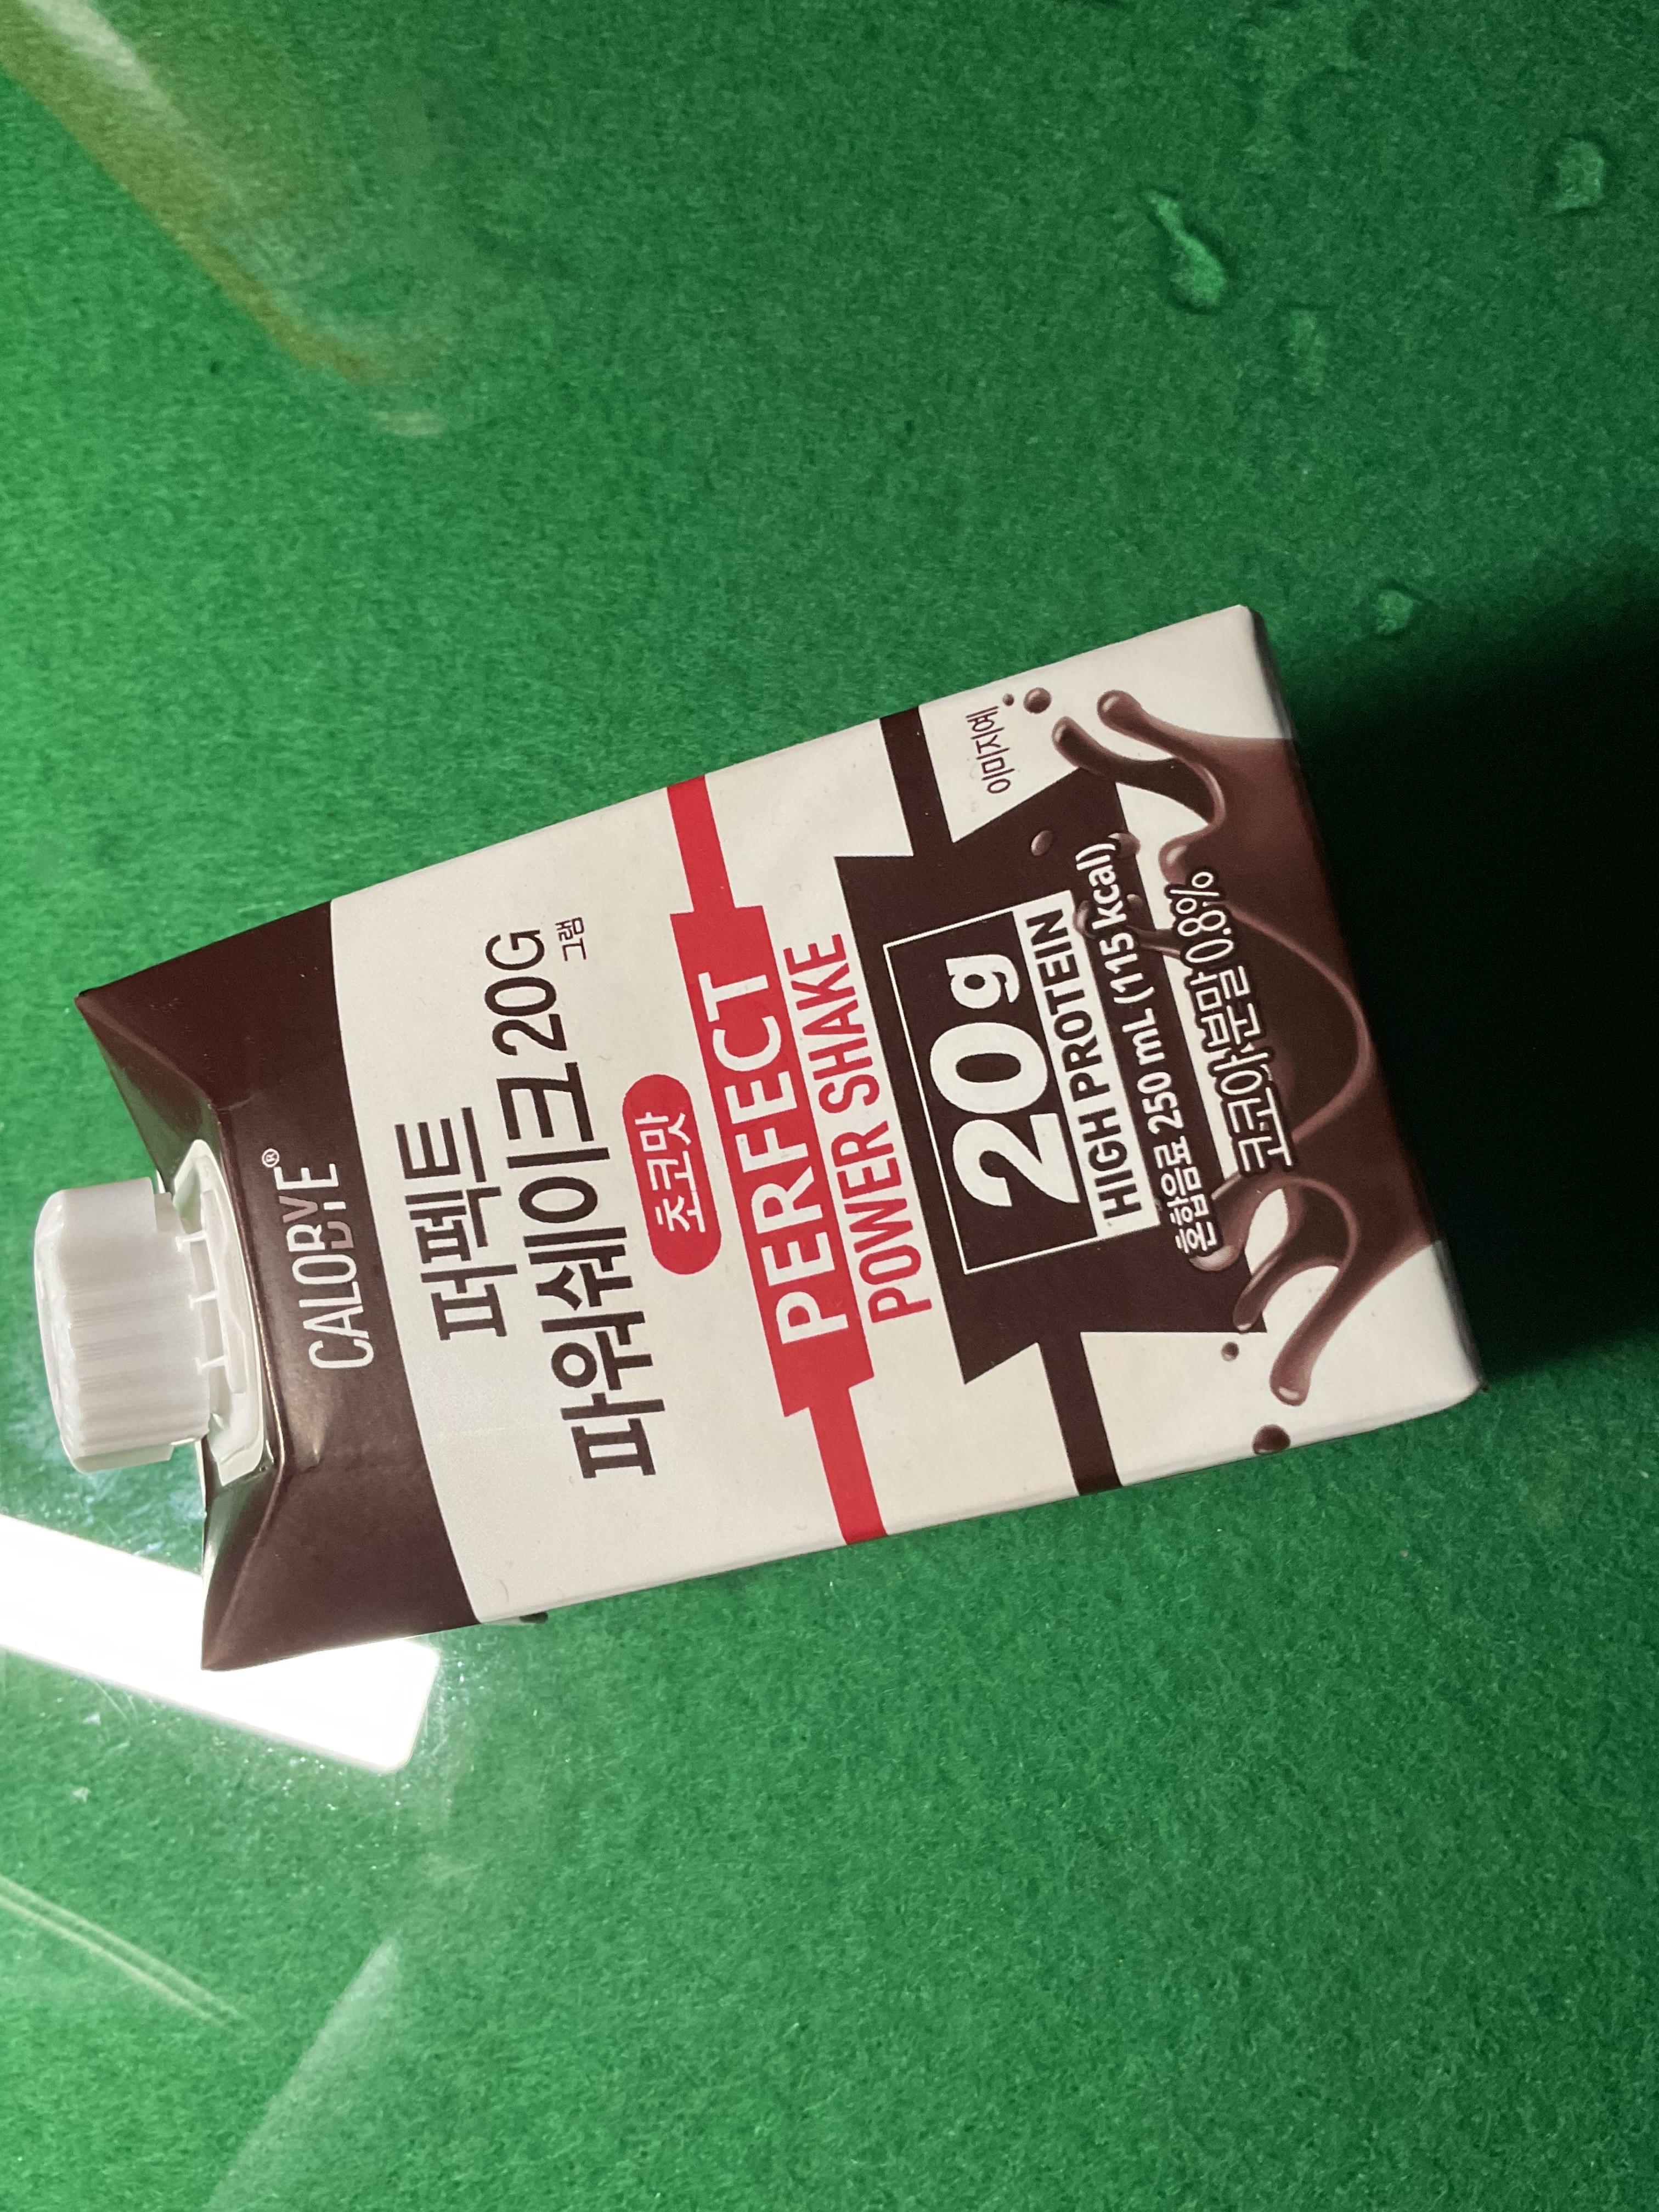 CALOBYE®
퍼펙트
파워쉐이크 20G
그램
초코맛
PERFECT
POWER SHAKE
20g
HIGH PROTEIN
혼합음료 250 mL (115 kcal)
코코아분말 0.8%
이미지예